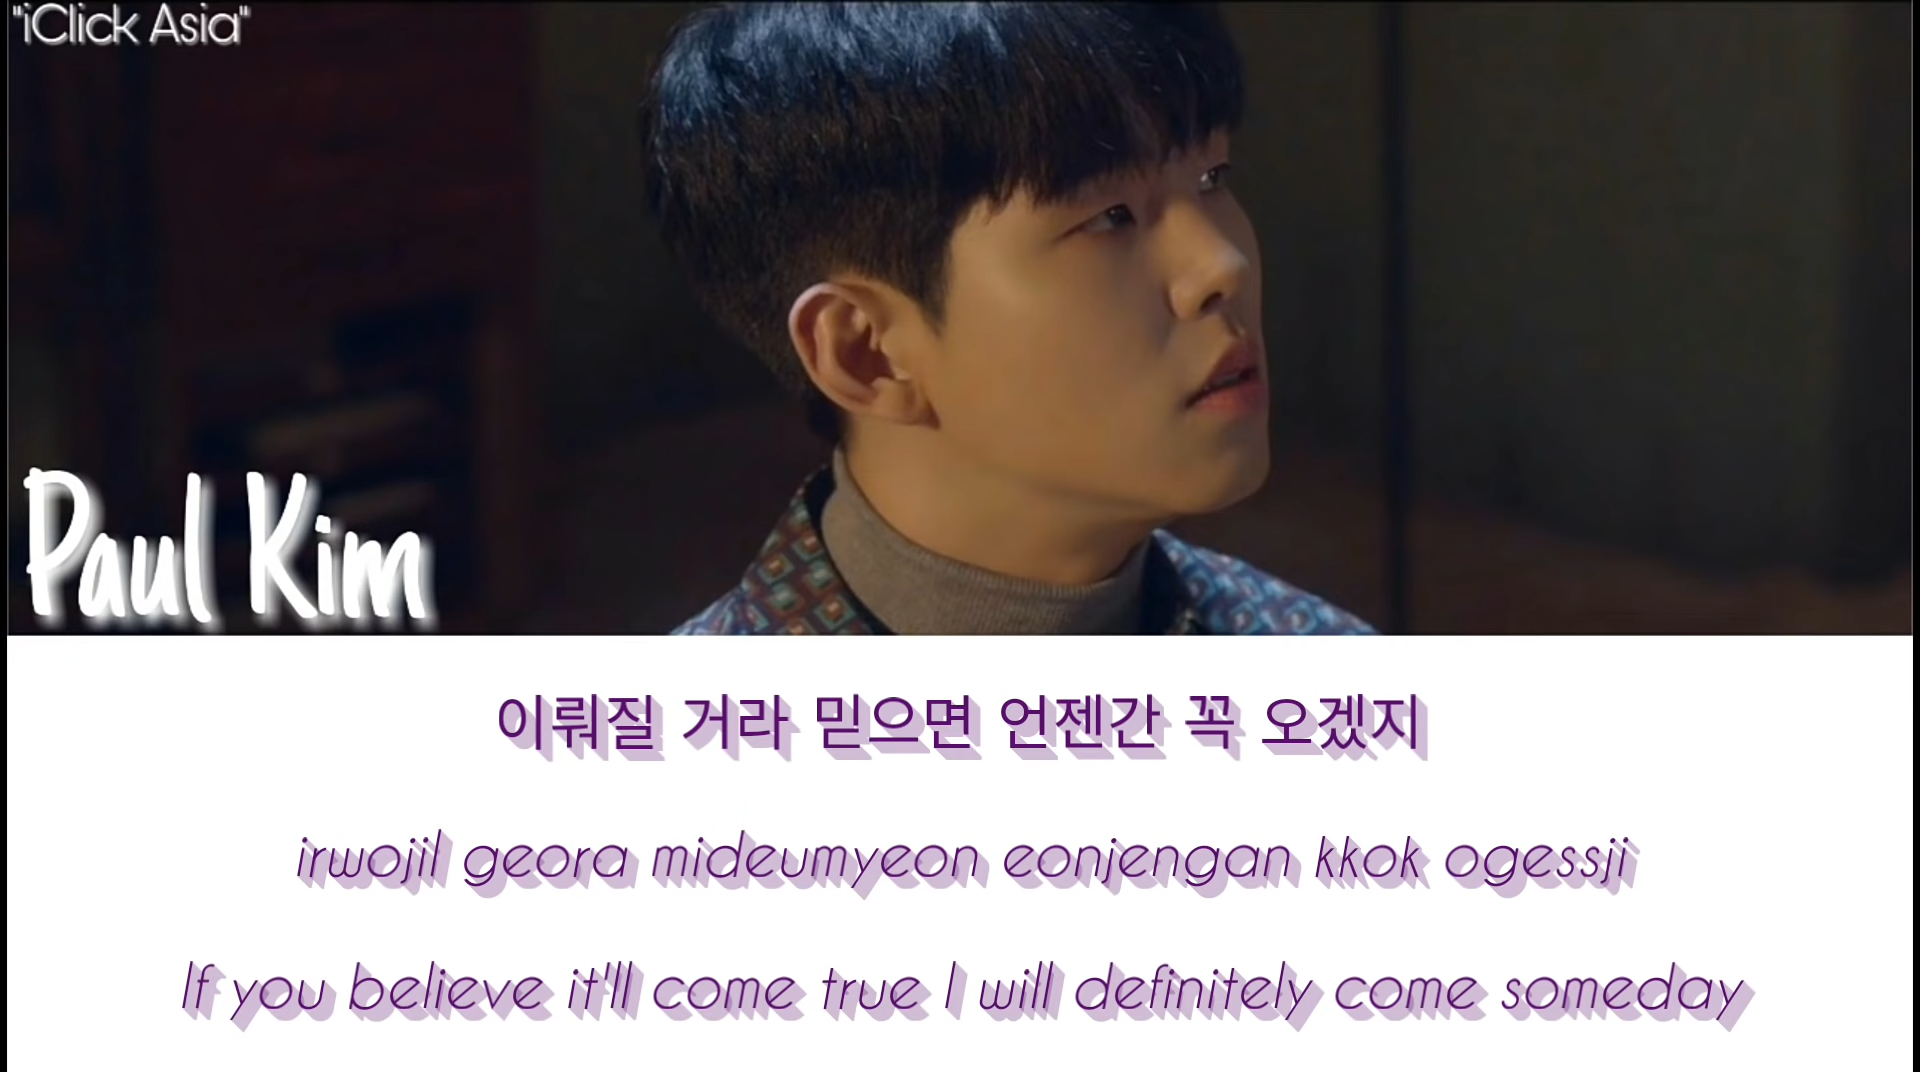 "iClick Asia"
Paul Kim
이뤄질 거라 믿으면 언젠간 꼭 오겠지
irwojil geora mideumyeon eonjengan kkok ogessji
If you believe it'll come true I will definitely come someday